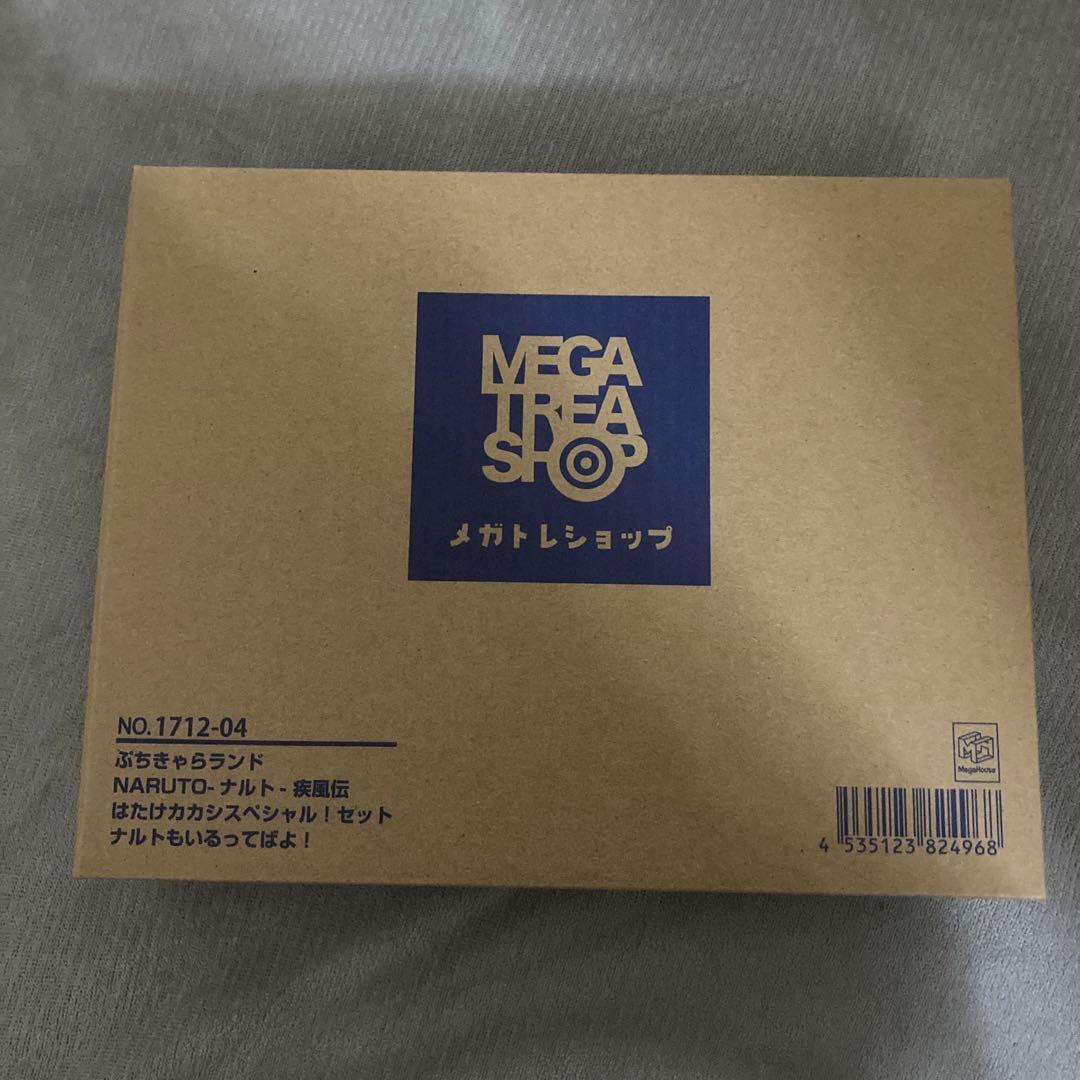 MEGA
TREA
SHOP
メガトレショップ
NO.1712-04
ぷちきゃらランド
NARUTO-ナルト-疾風伝
はたけカカシスペシャル！セット
ナルトもいるってばよ！
MegaHouse
4 535123 824968